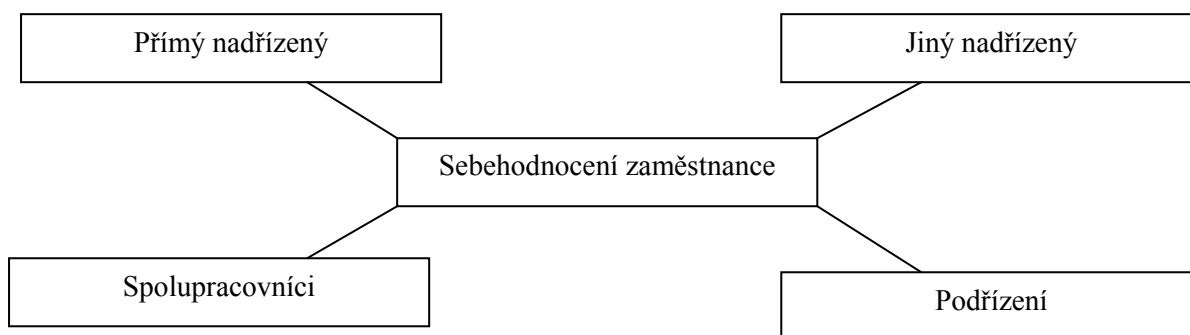 Přímý nadřízený
Jiný nadřízený
Sebehodnocení zaměstnance
Spolupracovníci
Podřízení